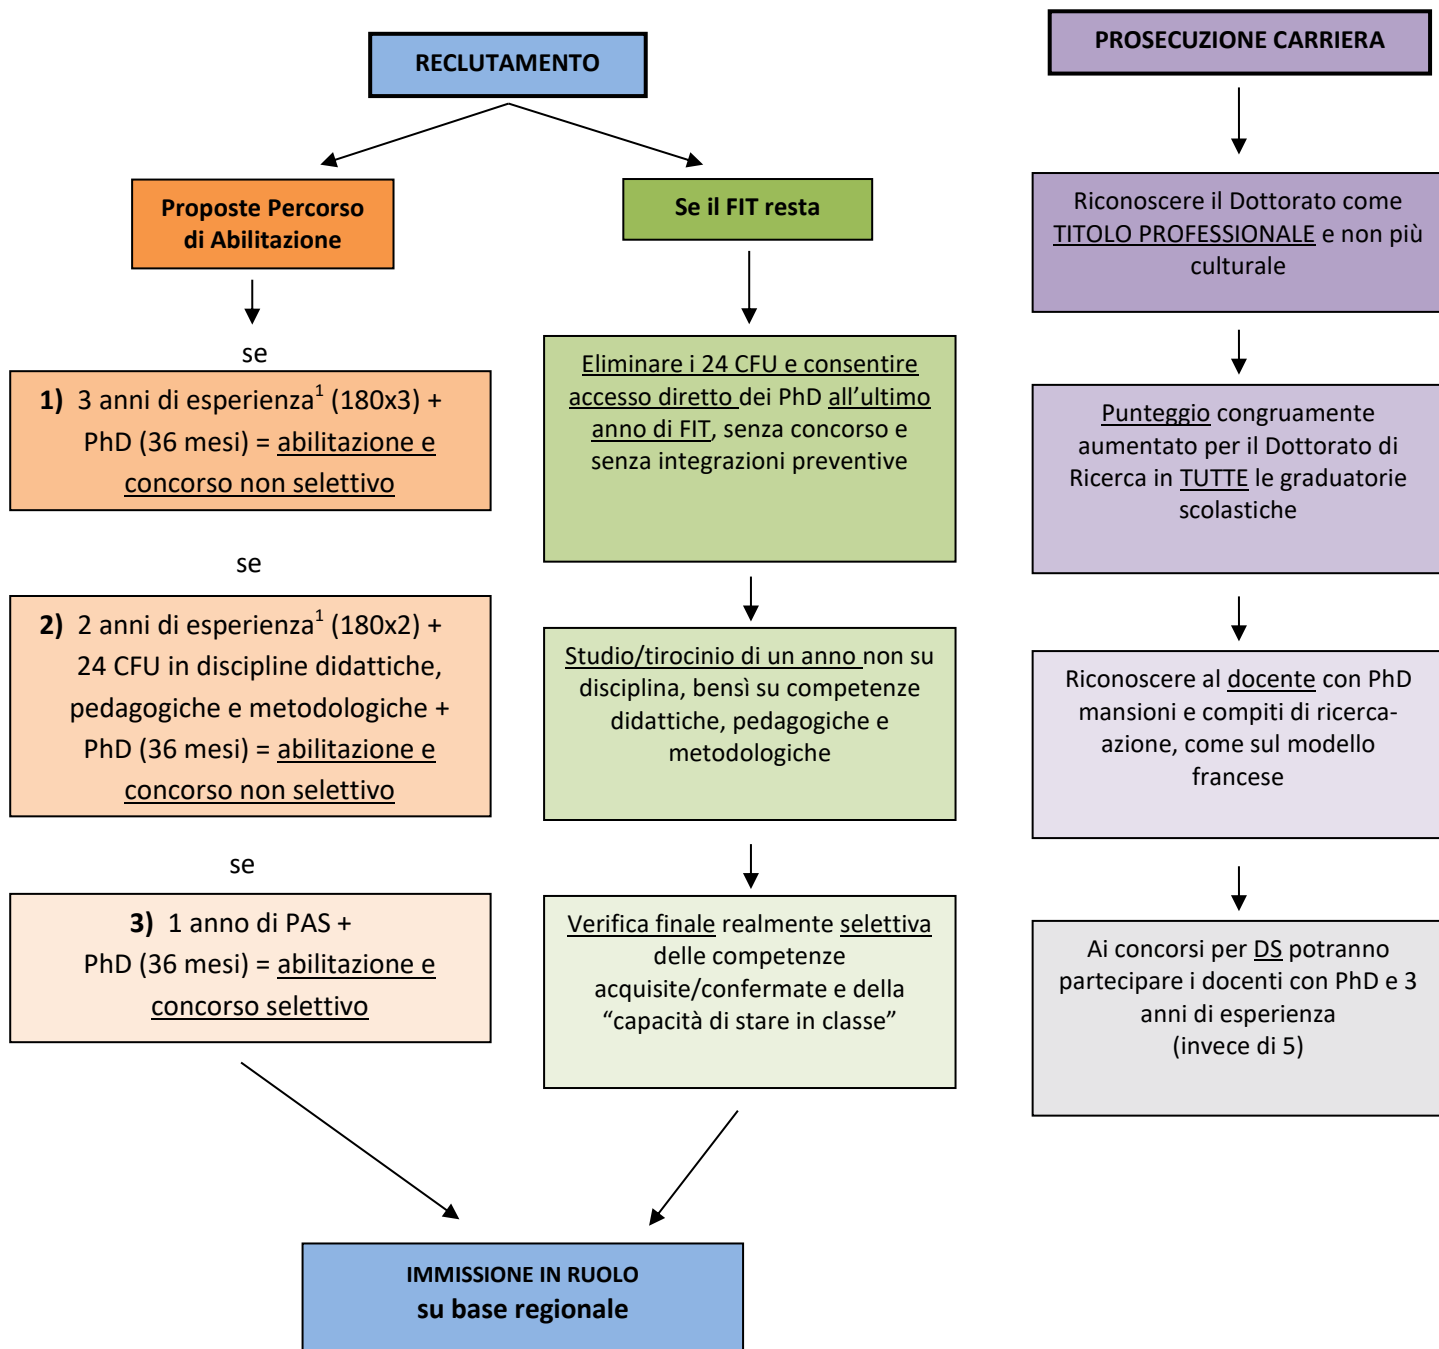 RECLUTAMENTO
Proposte Percorso
di Abilitazione
se
1) 3 anni di esperienza¹ (180x3) +
PhD (36 mesi) = abilitazione e
concorso non selettivo
se
2) 2 anni di esperienza¹ (180x2) +
24 CFU in discipline didattiche,
pedagogiche e metodologiche +
PhD (36 mesi) = abilitazione e
concorso non selettivo
se
3) 1 anno di PAS +
PhD (36 mesi) = abilitazione e
concorso selettivo
Se il FIT resta
Eliminare i 24 CFU e consentire
accesso diretto dei PhD all'ultimo
anno di FIT, senza concorso e
senza integrazioni preventive
Studio/tirocinio di un anno non su
disciplina, bensì su competenze
didattiche, pedagogiche e
metodologiche
Verifica finale realmente selettiva
delle competenze
acquisite/confermate e della
“capacità di stare in classe”
IMMISSIONE IN RUOLO
su base regionale
PROSECUZIONE CARRIERA
Riconoscere il Dottorato come
TITOLO PROFESSIONALE e non più
culturale
Punteggio congruamente
aumentato per il Dottorato di
Ricerca in TUTTE le graduatorie
scolastiche
Riconoscere al docente con PhD
mansioni e compiti di ricerca-
azione, come sul modello
francese
Ai concorsi per DS potranno
partecipare i docenti con PhD e 3
anni di esperienza
(invece di 5)